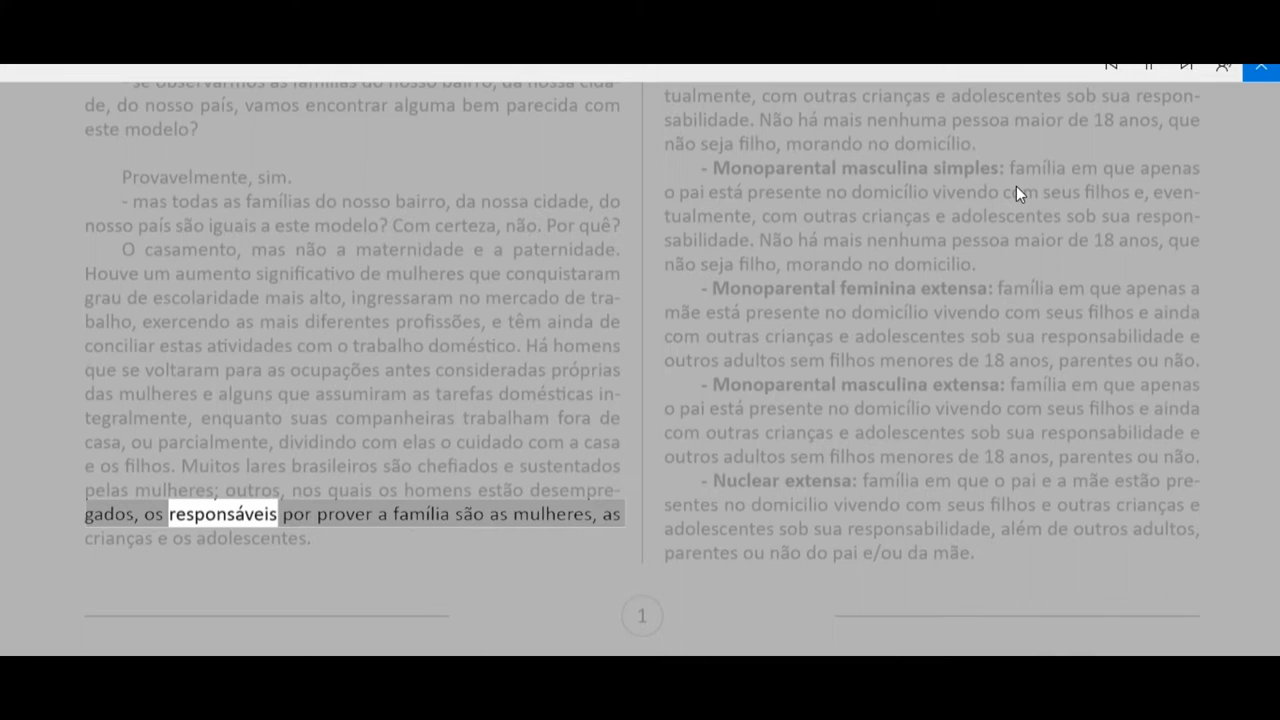 - se observarmos as famílias do nosso bairro, da nossa cida-
de, do nosso país, vamos encontrar alguma bem parecida com
este modelo?
Provavelmente, sim.
- mas todas as famílias do nosso bairro, da nossa cidade, do
nosso país são iguais a este modelo? Com certeza, não. Por quê?
O casamento, mas não a maternidade e a paternidade.
Houve um aumento significativo de mulheres que conquistaram
grau de escolaridade mais alto, ingressaram no mercado de tra-
balho, exercendo as mais diferentes profissões, e têm ainda de
conciliar estas atividades com o trabalho doméstico. Há homens
que se voltaram para as ocupações antes consideradas próprias
das mulheres e alguns que assumiram as tarefas domésticas in-
tegralmente, enquanto suas companheiras trabalham fora de
casa, ou parcialmente, dividindo com elas o cuidado com a casa
e os filhos. Muitos lares brasileiros são chefiados e sustentados
pelas mulheres; outros, nos quais os homens estão desempre-
gados, os responsáveis por prover a família são as mulheres, as
crianças e os adolescentes.
tualmente, com outras crianças e adolescentes sob sua respon-
sabilidade. Não há mais nenhuma pessoa maior de 18 anos, que
não seja filho, morando no domicílio.
- Monoparental masculina simples: família em que apenas
o pai está presente no domicílio vivendo com seus filhos e, even-
tualmente, com outras crianças e adolescentes sob sua respon-
sabilidade. Não há mais nenhuma pessoa maior de 18 anos, que
não seja filho, morando no domicilio.
- Monoparental feminina extensa: família em que apenas a
mãe está presente no domicílio vivendo com seus filhos e ainda
com outras crianças e adolescentes sob sua responsabilidade e
outros adultos sem filhos menores de 18 anos, parentes ou não.
- Monoparental masculina extensa: família em que apenas
o pai está presente no domicílio vivendo com seus filhos e ainda
com outras crianças e adolescentes sob sua responsabilidade e
outros adultos sem filhos menores de 18 anos, parentes ou não.
- Nuclear extensa: família em que o pai e a mãe estão pre-
sentes no domicílio vivendo com seus filhos e outras crianças e
adolescentes sob sua responsabilidade, além de outros adultos,
parentes ou não do pai e/ou da mãe.
1